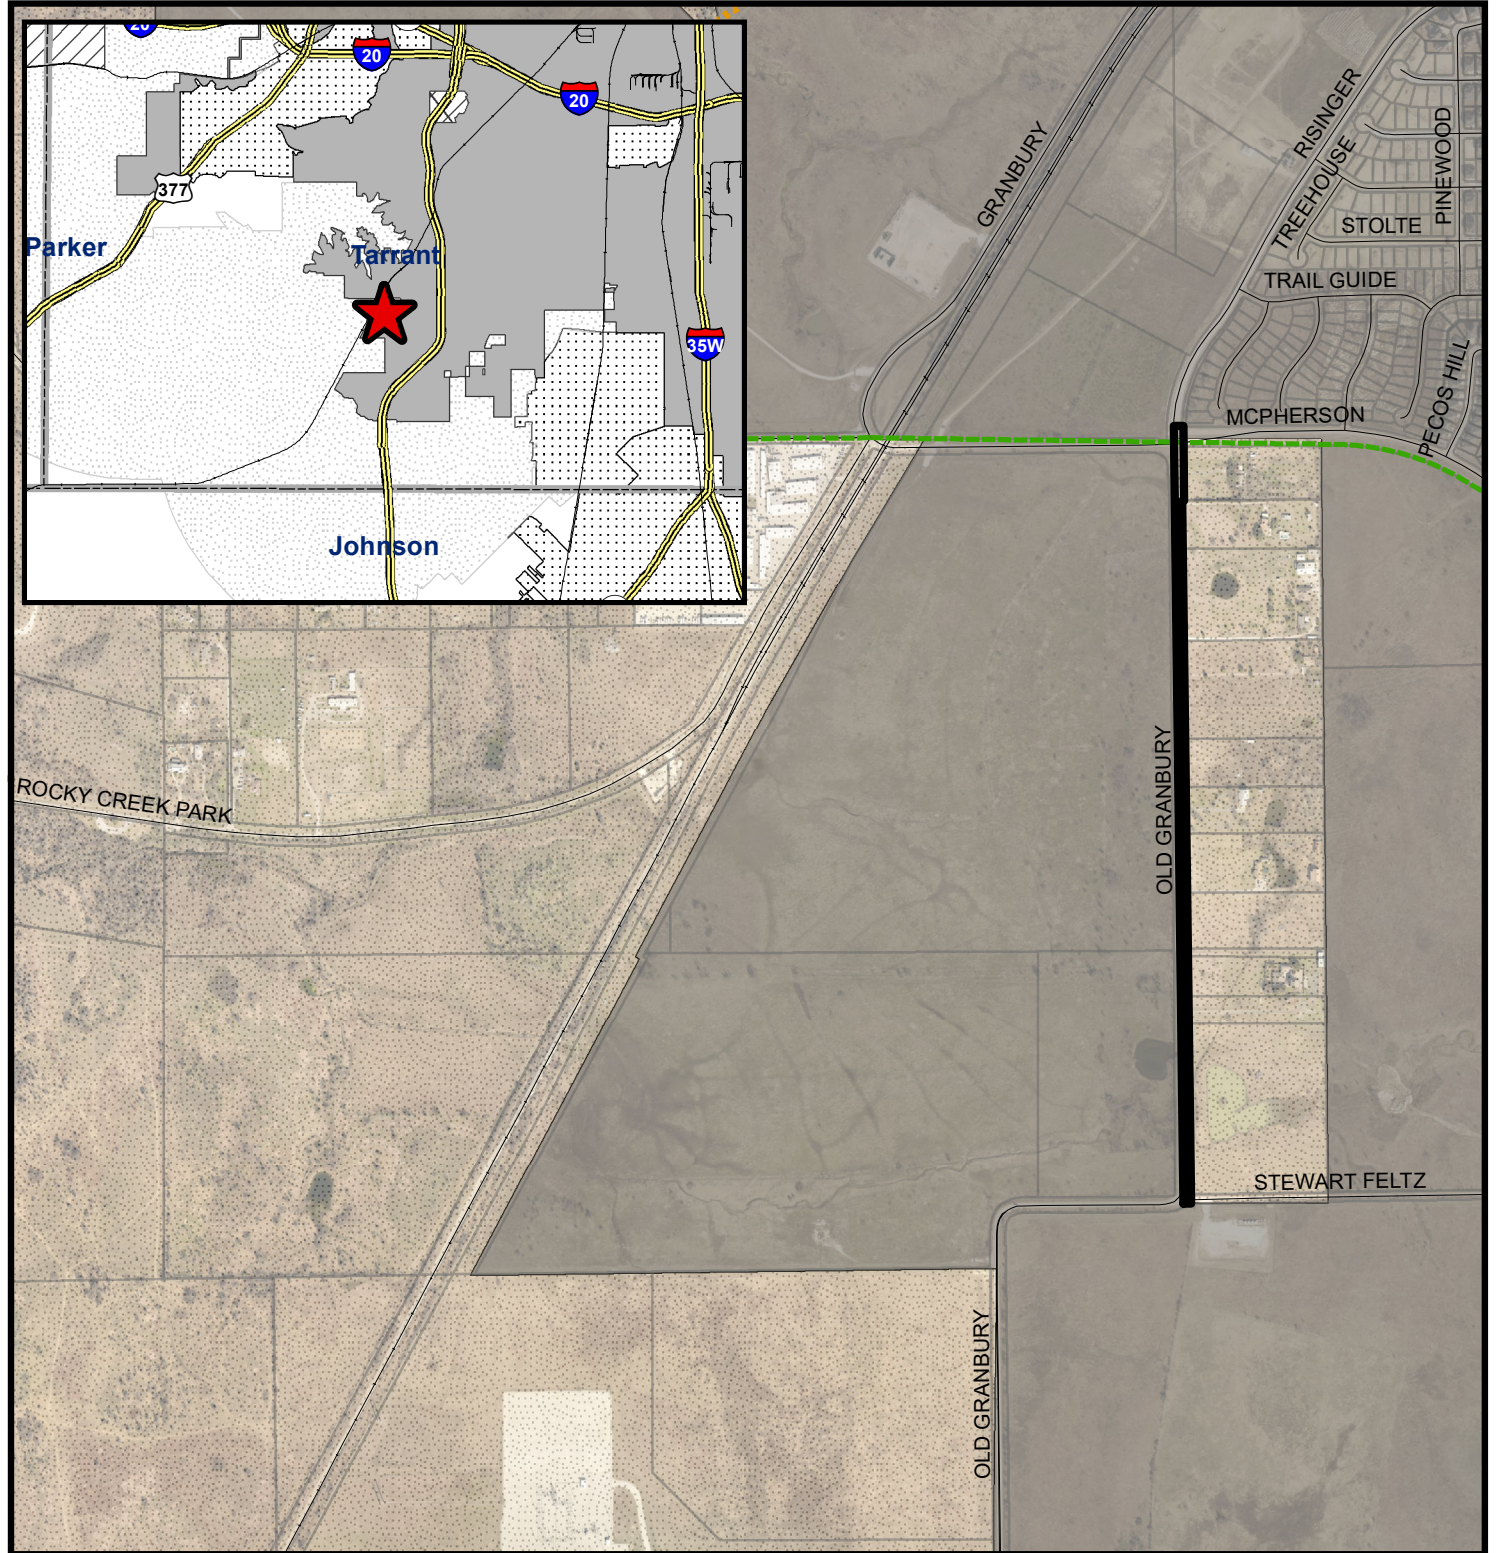 20
20
20
377
Parker
Tarrant
35W
Johnson
GRANBURY
RISINGER
TREEHOUSE
PINEWOOD
STOLTE
TRAIL GUIDE
PECOS HILL
MCPHERSON
ROCKY CREEK PARK
OLD GRANBURY
STEWART FELTZ
OLD GRANBURY